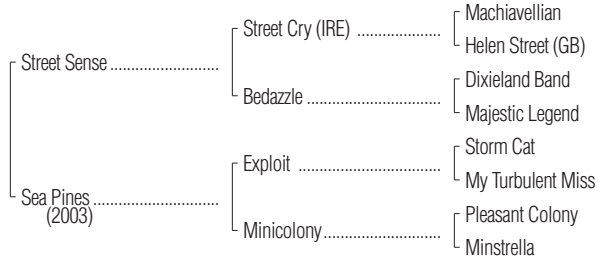 Machiavellian
Street Cry (IRE) ....................
Helen Street (GB)
Street Sense ..........................
Dixieland Band
Bedazzle ................................
Majestic Legend
Storm Cat
Exploit ..................................
My Turbulent Miss
Sea Pines ..............................
(2003)
Pleasant Colony
Minicolony............................
Minstrella